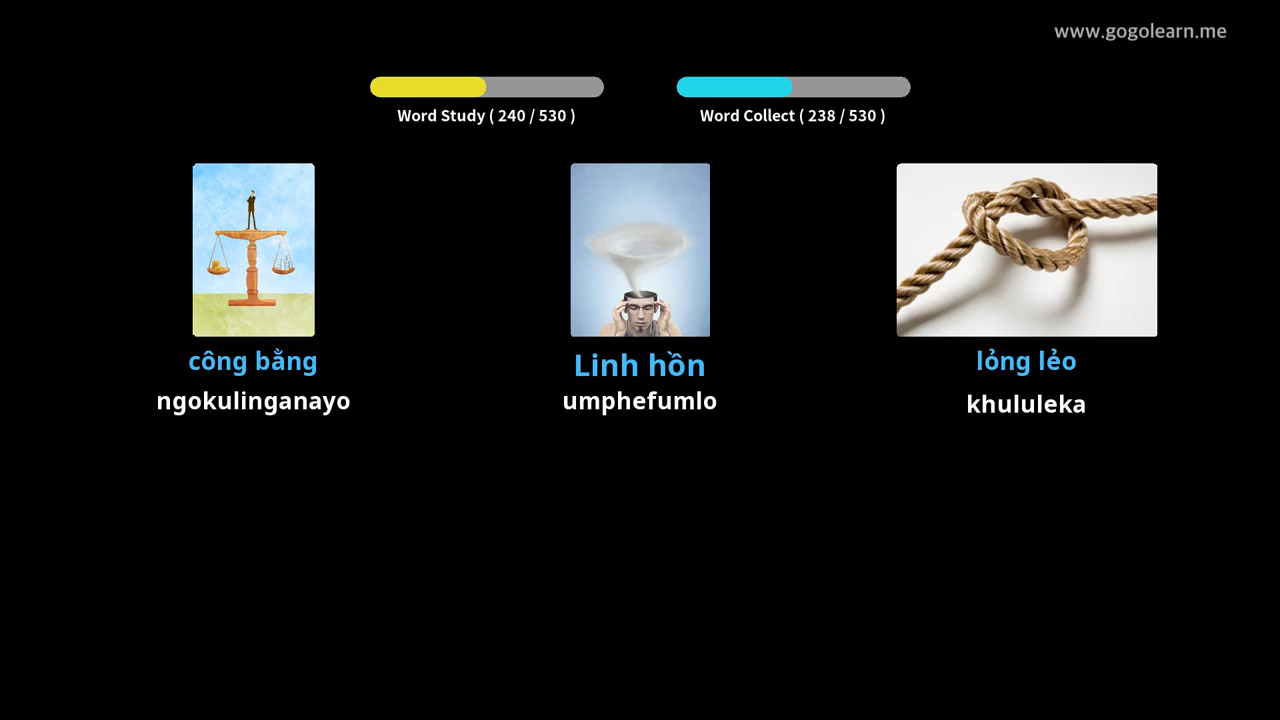 www.gogolearn.me
Word Study ( 240 / 530 )
Word Collect ( 238 / 530 )
công bằng
Linh hồn
lỏng lẻo
ngokulinganayo
umphefumlo
khululeka